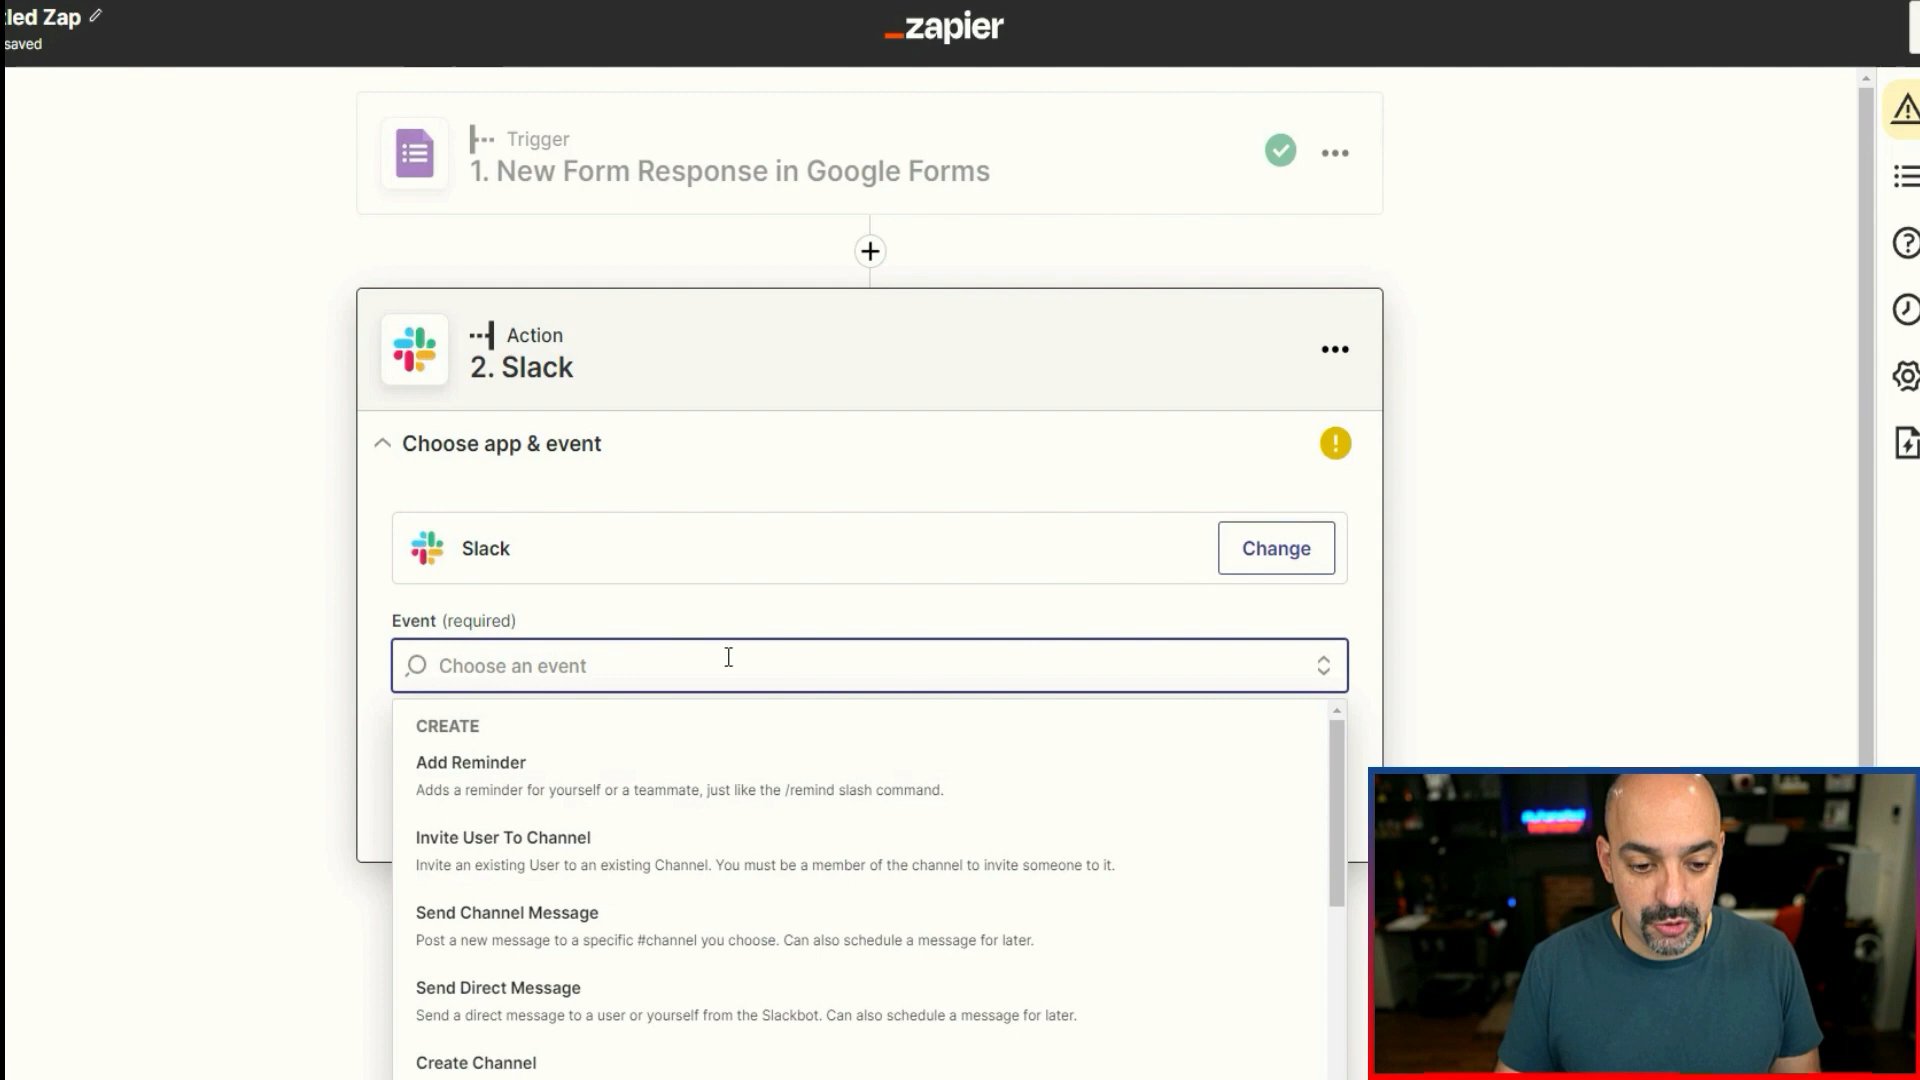 led Zap
saved
zapier
Trigger
1. New Form Response in Google Forms
Action
2. Slack
Choose app & event
Slack
Change
Event (required)
Choose an event
CREATE
Add Reminder
Adds a reminder for yourself or a teammate, just like the /remind slash command.
Invite User To Channel
Invite an existing User to an existing Channel. You must be a member of the channel to invite someone to it.
Send Channel Message
Post a new message to a specific #channel you choose. Can also schedule a message for later.
Send Direct Message
Send a direct message to a user or yourself from the Slackbot. Can also schedule a message for later.
Create Channel